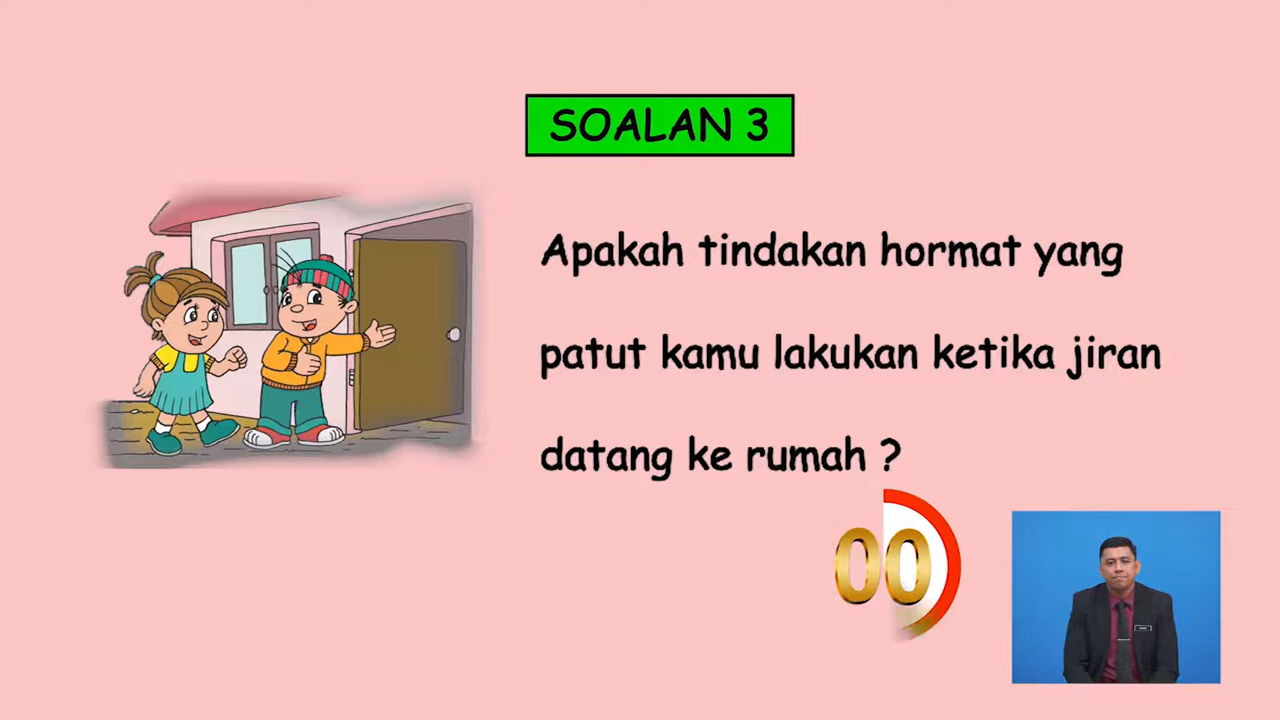 SOALAN 3
Apakah tindakan hormat yang
patut kamu lakukan ketika jiran
datang ke rumah ?
00